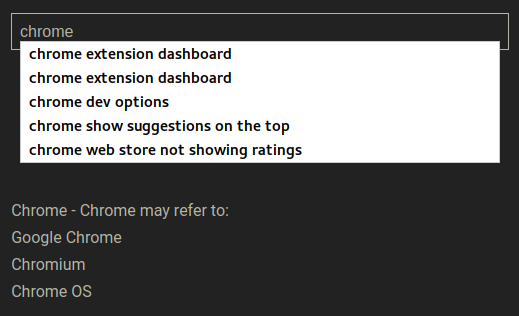 chrome
chrome extension dashboard
chrome extension dashboard
chrome dev options
chrome show suggestions on the top
chrome web store not showing ratings
Chrome - Chrome may refer to:
Google Chrome
Chromium
Chrome OS